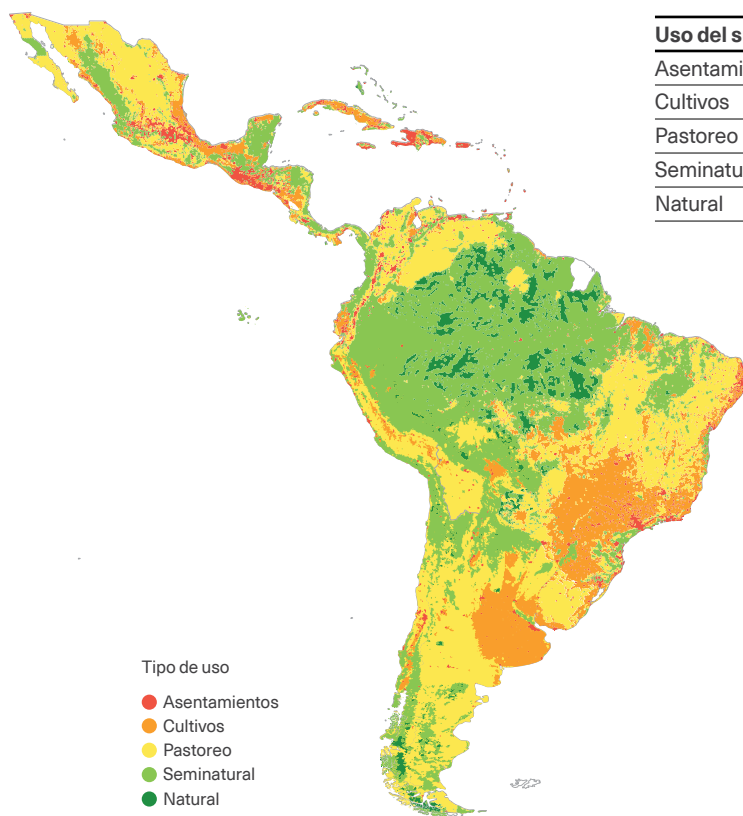 Uso del s
Asentami
Cultivos
Pastoreo
Seminatu
Natural
Tipo de uso
Asentamientos
Cultivos
Pastoreo
Seminatural
Natural